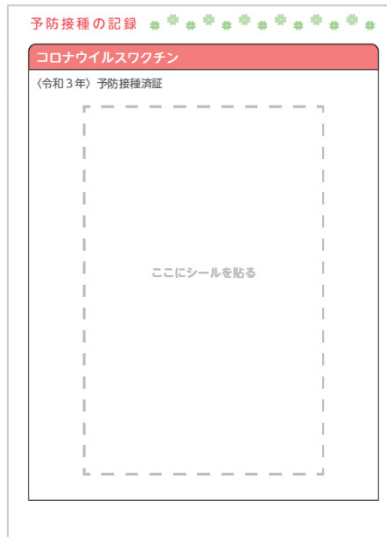 予防接種の記録
コロナウイルスワクチン
〈令和3年〉予防接種済証
ここにシールを貼る